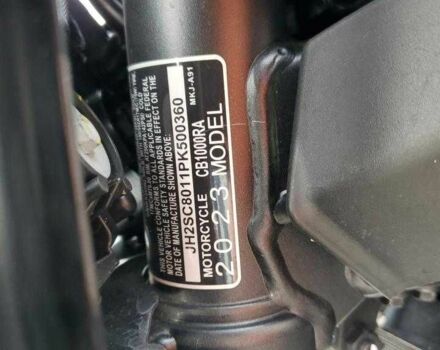 THIS VEHICLE CONFORMS TO ALL APPLICABLE FEDERAL
MOTOR VEHICLE SAFETY STANDARDS IN EFFECT ON THE
DATE OF MANUFACTURE SHOWN ABOVE.
MKJ-A91
JH2SC8011PK500360
MOTORCYCLE CB1000RA
2023 MODEL